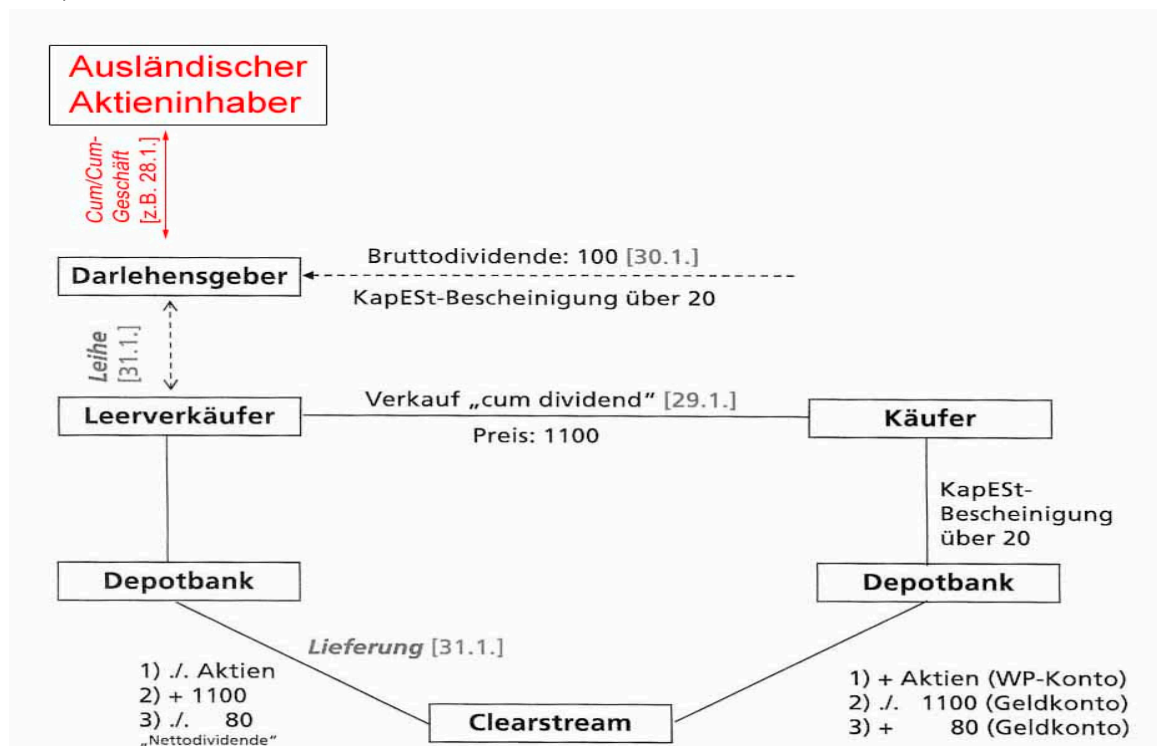 Ausländischer
Aktieninhaber
Cum/Cum-
Geschäft
[z.B. 28.1.]
Bruttodividende: 100 [30.1.]
Darlehensgeber
KapESt-Bescheinigung über 20
Leihe
[31.1.]
Verkauf „cum dividend“ [29.1.]
Leerverkäufer
Käufer
Preis: 1100
KapESt-
Bescheinigung
über 20
Depotbank
Depotbank
Lieferung [31.1.]
1) ./. Aktien
2) + 1100
3) ./. 80
„Nettodividende“
Clearstream
1) + Aktien (WP-Konto)
2) ./. 1100 (Geldkonto)
3) + 80 (Geldkonto)